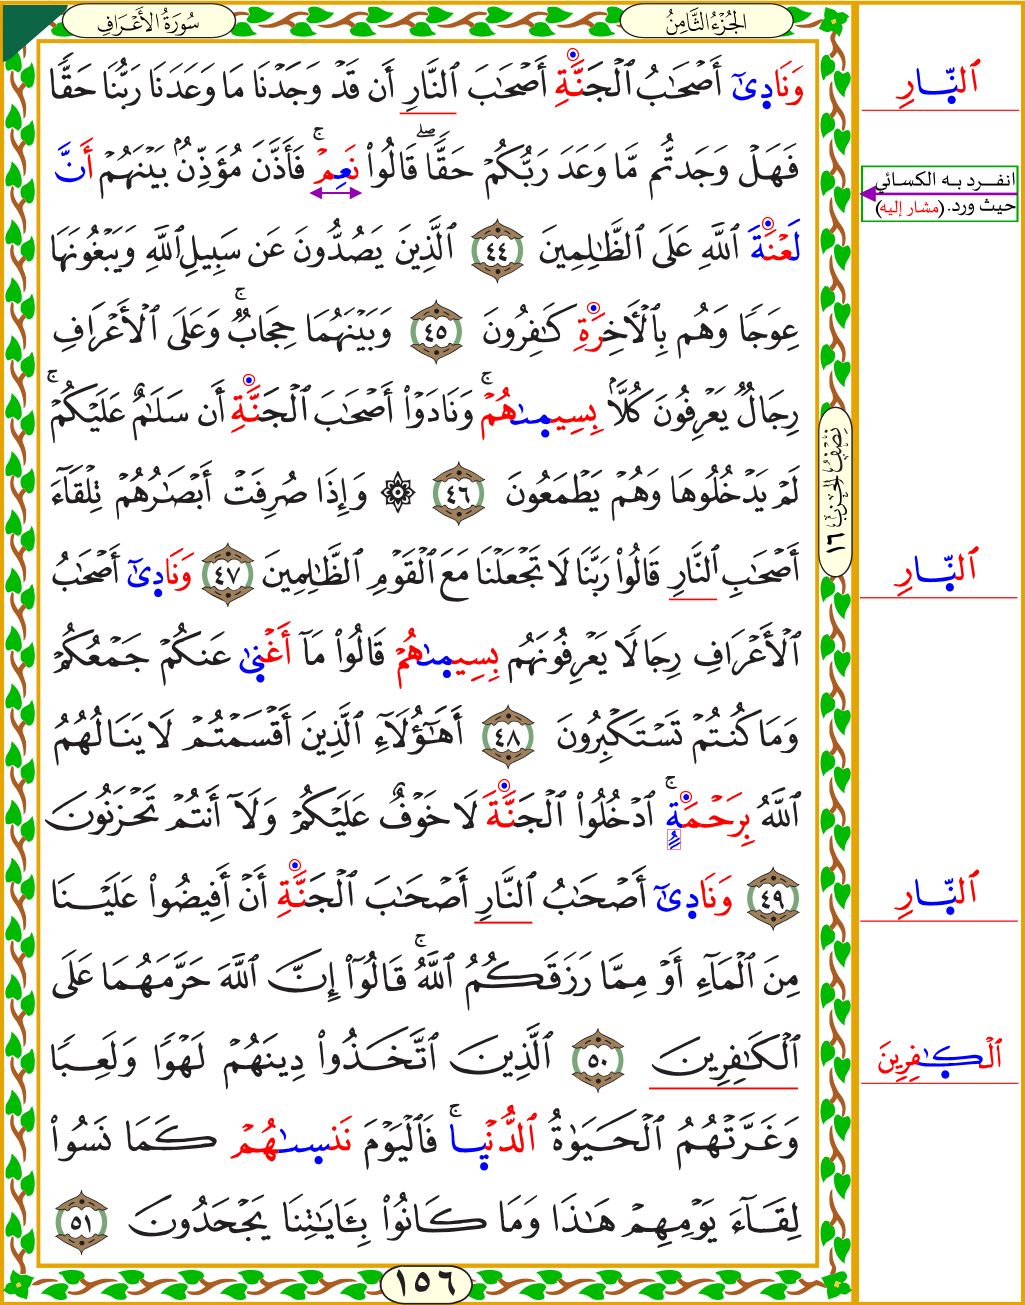 سُورَةُ الأَعْرَافِ
الجُزْءُ الثَّامِنُ
وَنَادِىٰٓ أَصْحَٰبُ ٱلْجَنَّةِ أَصْحَٰبَ ٱلنَّارِ أَن قَدْ وَجَدْنَا مَا وَعَدَنَا رَبُّنَا حَقًّا
فَهَلْ وَجَدتُّم مَّا وَعَدَ رَبُّكُمْ حَقًّاۖ قَالُوا۟ نَعِمْۚ فَأَذَّنَ مُؤَذِّنٌۢ بَيْنَهُمْ أَنَّ
لَعْنَةَ ٱللَّهِ عَلَى ٱلظَّٰلِمِينَ ٤٤ ٱلَّذِينَ يَصُدُّونَ عَن سَبِيلِ ٱللَّهِ وَيَبْغُونَهَا
عِوَجًا وَهُم بِٱلْأَخِرَةِ كَٰفِرُونَ ٤٥ وَبَيْنَهُمَا حِجَابٌۚ وَعَلَى ٱلْأَعْرَافِ
رِجَالٌ يَعْرِفُونَ كُلًّۢا بِسِيمىٰهُمْۚ وَنَادَوْا۟ أَصْحَٰبَ ٱلْجَنَّةِ أَن سَلَٰمٌ عَلَيْكُمْۚ
لَمْ يَدْخُلُوهَا وَهُمْ يَطْمَعُونَ ٤٦ ۞ وَإِذَا صُرِفَتْ أَبْصَٰرُهُمْ تِلْقَآءَ
أَصْحَٰبِ ٱلنَّارِ قَالُوا۟ رَبَّنَا لَا تَجْعَلْنَا مَعَ ٱلْقَوْمِ ٱلظَّٰلِمِينَ ٤٧ وَنَادِىٰٓ أَصْحَٰبُ
ٱلْأَعْرَافِ رِجَالًا يَعْرِفُونَهُم بِسِيمىٰهُمْ قَالُوا۟ مَآ أَغْنِىٰ عَنكُمْ جَمْعُكُمْ
وَمَا كُنتُمْ تَسْتَكْبِرُونَ ٤٨ أَهَٰٓؤُلَآءِ ٱلَّذِينَ أَقْسَمْتُمْ لَا يَنَالُهُمُ
ٱللَّهُ بِرَحْمَةٍۚ ٱدْخُلُوا۟ ٱلْجَنَّةَ لَا خَوْفٌ عَلَيْكُمْ وَلَآ أَنتُمْ تَحْزَنُونَ
٤٩ وَنَادِىٰٓ أَصْحَٰبُ ٱلنَّارِ أَصْحَٰبَ ٱلْجَنَّةِ أَنْ أَفِيضُوا۟ عَلَيْنَا
مِنَ ٱلْمَآءِ أَوْ مِمَّا رَزَقَكُمُ ٱللَّهُۚ قَالُوٓا۟ إِنَّ ٱللَّهَ حَرَّمَهُمَا عَلَى
ٱلْكَٰفِرِينَ ٥٠ ٱلَّذِينَ ٱتَّخَذُوا۟ دِينَهُمْ لَهْوًا وَلَعِبًا
وَغَرَّتْهُمُ ٱلْحَيَوٰةُ ٱلدُّنْيِاۚ فَٱلْيَوْمَ نَنسِىٰهُمْ كَمَا نَسُوا۟
لِقَآءَ يَوْمِهِمْ هَٰذَا وَمَا كَانُوا۟ بِـَٔايَٰتِنَا يَجْحَدُونَ ٥١
ٱلنِّارِ
انفرد به الكسائي
حيث ورد. (مشار إليه)
نِصْفُ الحِزْبِ ١٦
ٱلنِّارِ
ٱلنِّارِ
ٱلْكِٰفِرِينَ
١٥٦